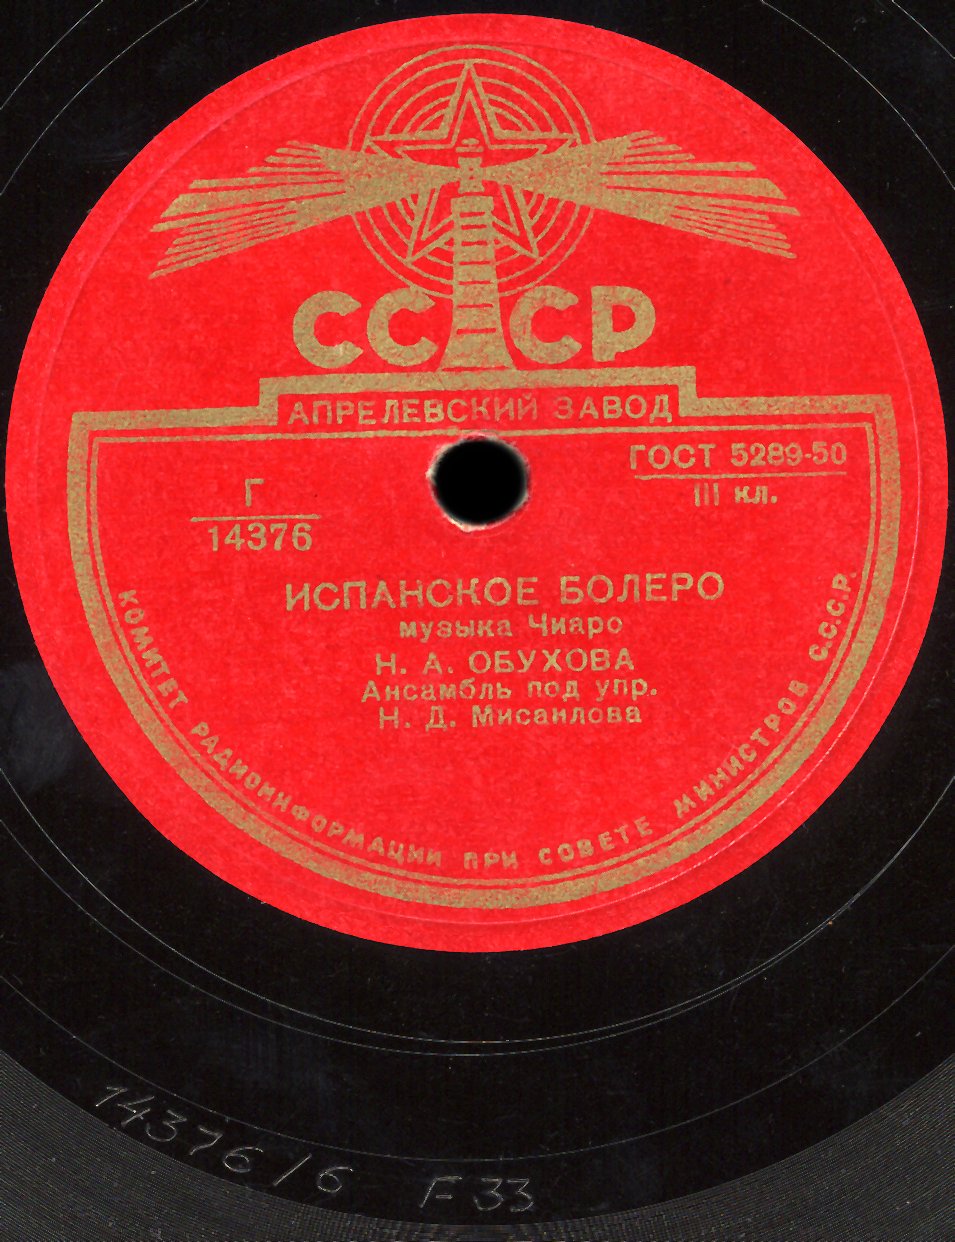 СССР
АПРЕЛЕВСКИЙ ЗАВОД
ГОСТ 5289-50
III кл.
Г
14376
ИСПАНСКОЕ БОЛЕРО
музыка Чиаро
Н. А. ОБУХОВА
Ансамбль под упр.
Н. Д. Мисаилова
КОМИТЕТ РАДИОИНФОРМАЦИИ ПРИ СОВЕТЕ МИНИСТРОВ С.С.С.Р.
14376/6 F33